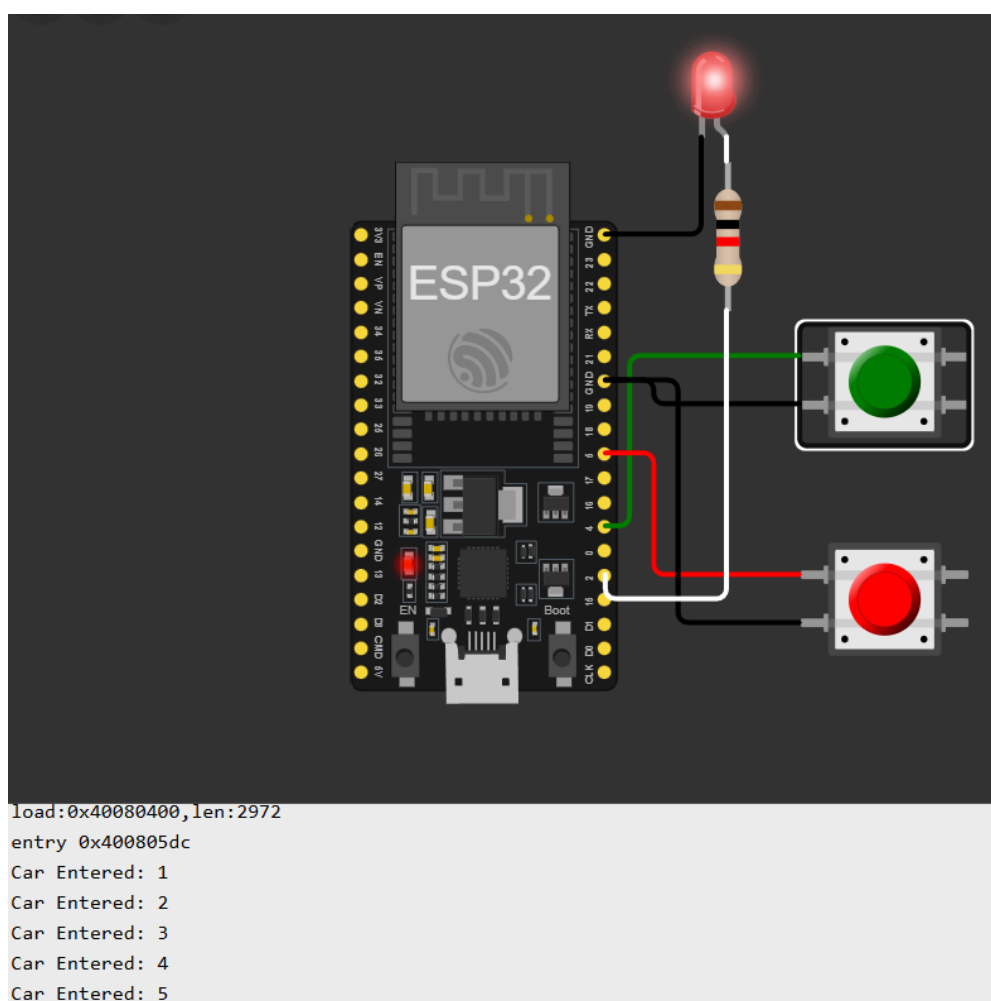 ESP32
3V3
EN
VP
VN
34
35
32
33
25
26
27
14
12
GND
13
D2
D3
CMD
5V
GND
23
22
TX
RX
21
GND
19
18
5
17
16
4
0
2
15
D1
D0
CLK
EN
Boot
load:0x40080400,len:2972
entry 0x400805dc
Car Entered: 1
Car Entered: 2
Car Entered: 3
Car Entered: 4
Car Entered: 5